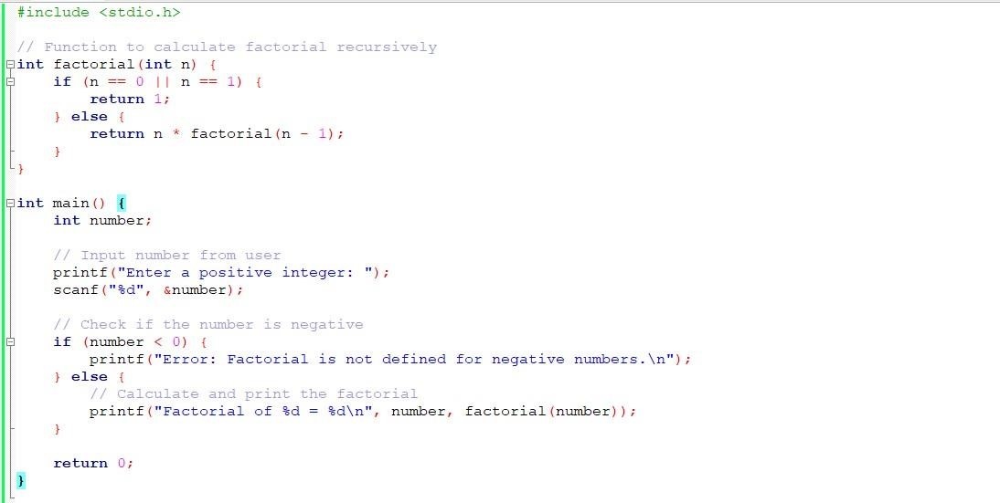 #include <stdio.h>
// Function to calculate factorial recursively
int factorial(int n) {
    if (n == 0 || n == 1) {
        return 1;
    } else {
        return n * factorial(n - 1);
    }
}
int main() {
    int number;
    // Input number from user
    printf("Enter a positive integer: ");
    scanf("%d", &number);
    // Check if the number is negative
    if (number < 0) {
        printf("Error: Factorial is not defined for negative numbers.\n");
    } else {
        // Calculate and print the factorial
        printf("Factorial of %d = %d\n", number, factorial(number));
    }
    return 0;
}